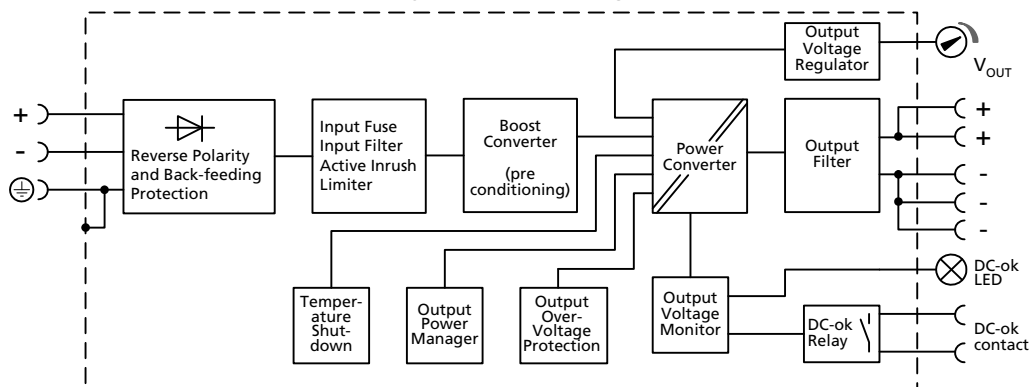 Output
Voltage
Regulator
V_OUT
+
-
Reverse Polarity
and Back-feeding
Protection
Input Fuse
Input Filter
Active Inrush
Limiter
Boost
Converter
(pre
conditioning)
Power
Converter
Output
Filter
+
+
-
-
-
Temper-
ature
Shut-
down
Output
Power
Manager
Output
Over-
Voltage
Protection
Output
Voltage
Monitor
DC-ok
Relay
DC-ok
LED
DC-ok
contact